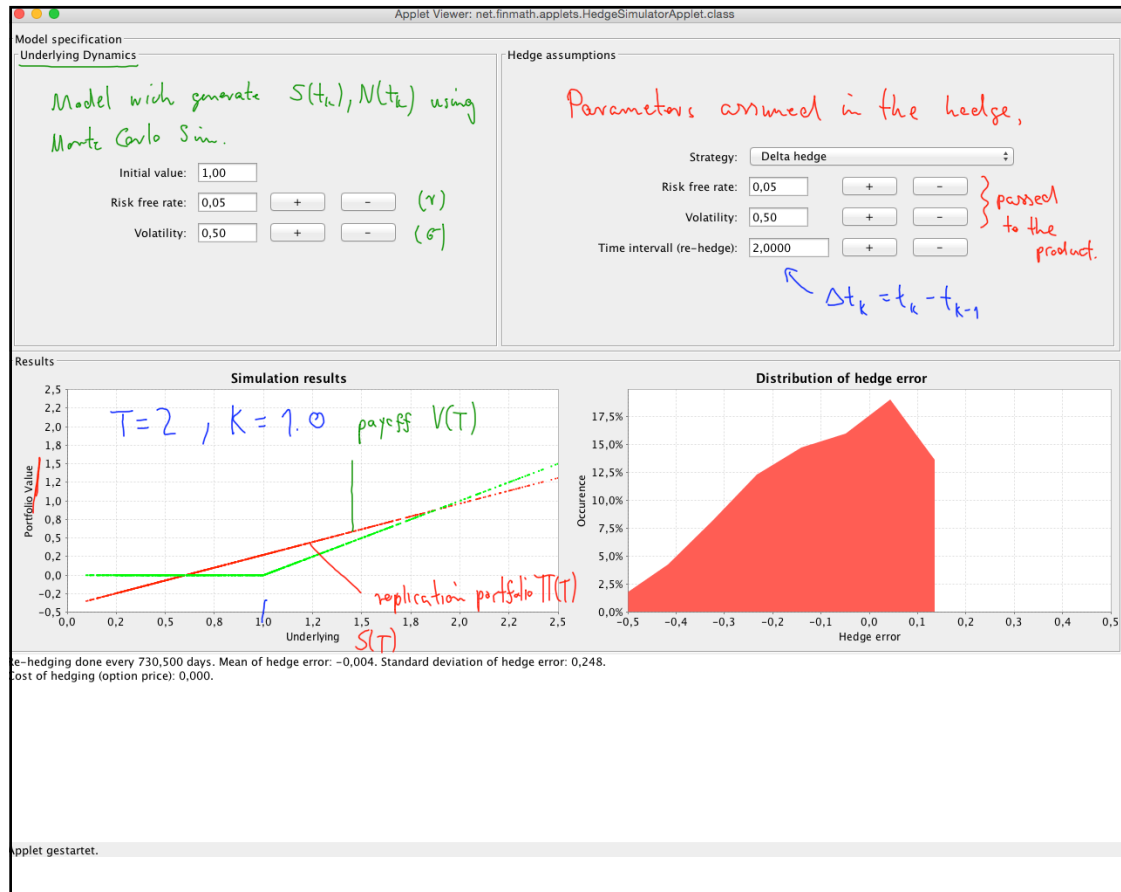 Applet Viewer: net.finmath.applets.HedgeSimulatorApplet.class
Model specification
Underlying Dynamics
Model wich generate S(tₖ), N(tₖ) using
Monte Carlo Sim.
Initial value: 1,00
Risk free rate: 0,05 + - (r)
Volatility: 0,50 + - (σ)
Hedge assumptions
Parameters assumed in the hedge,
Strategy: Delta hedge
Risk free rate: 0,05 + -
Volatility: 0,50 + -
Time intervall (re-hedge): 2,0000 + -
passed
to the
product.
Δtₖ = tₖ - tₖ₋₁
Results
Simulation results
T=2 , K = 1.0 payoff V(T)
Portfolio Value
2,5
2,2
2,0
1,8
1,5
1,2
1,0
0,8
0,5
0,2
0,0
-0,2
-0,5
replication portfolio Π(T)
0,0 0,2 0,5 0,8 1,0 1,2 1,5 1,8 2,0 2,2 2,5
Underlying
S(T)
Distribution of hedge error
Occurence
17,5%
15,0%
12,5%
10,0%
7,5%
5,0%
2,5%
0,0%
-0,5 -0,4 -0,3 -0,2 -0,1 0,0 0,1 0,2 0,3 0,4 0,5
Hedge error
Re-hedging done every 730,500 days. Mean of hedge error: -0,004. Standard deviation of hedge error: 0,248.
Cost of hedging (option price): 0,000.
Applet gestartet.